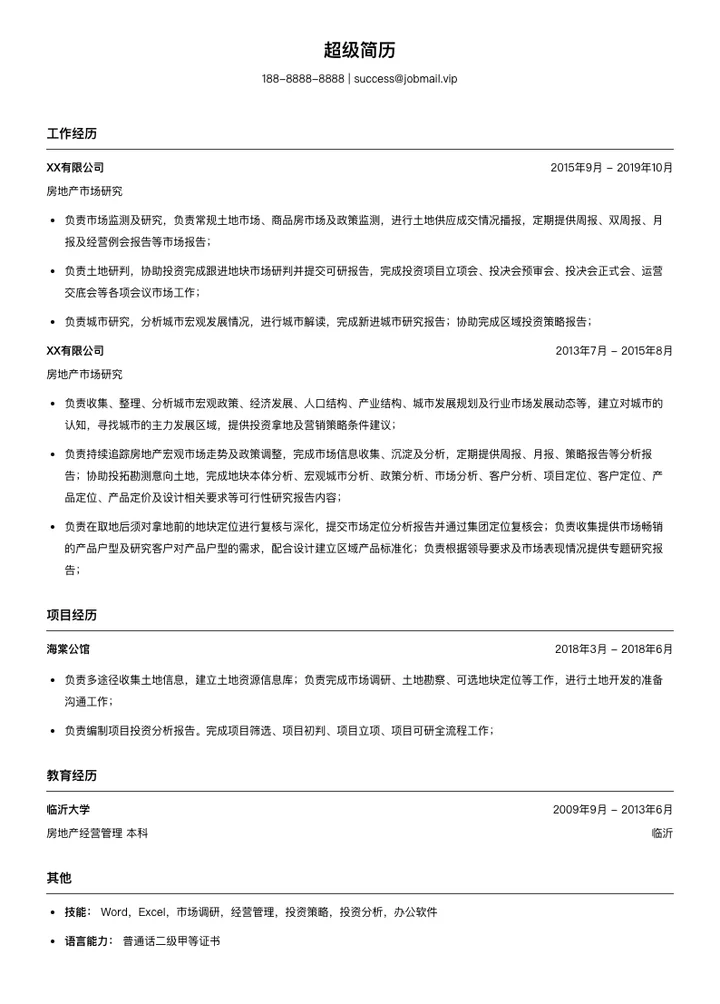 超级简历
188-8888-8888 | success@jobmail.vip
工作经历
XX有限公司 2015年9月 – 2019年10月
房地产市场研究
• 负责市场监测及研究，负责常规土地市场、商品房市场及政策监测，进行土地供应成交情况播报，定期提供周报、双周报、月
报及经营例会报告等市场报告；
• 负责土地研判，协助投资完成跟进地块市场研判并提交可研报告，完成投资项目立项会、投决会预审会、投决会正式会、运营
交底会等各项会议市场工作；
• 负责城市研究，分析城市宏观发展情况，进行城市解读，完成新进城市研究报告；协助完成区域投资策略报告；
XX有限公司 2013年7月 – 2015年8月
房地产市场研究
• 负责收集、整理、分析城市宏观政策、经济发展、人口结构、产业结构、城市发展规划及行业市场发展动态等，建立对城市的
认知，寻找城市的主力发展区域，提供投资拿地及营销策略条件建议；
• 负责持续追踪房地产宏观市场走势及政策调整，完成市场信息收集、沉淀及分析，定期提供周报、月报、策略报告等分析报
告；协助投拓勘测意向土地，完成地块本体分析、宏观城市分析、政策分析、市场分析、客户分析、项目定位、客户定位、产
品定位、产品定价及设计相关要求等可行性研究报告内容；
• 负责在取地后须对拿地前的地块定位进行复核与深化，提交市场定位分析报告并通过集团定位复核会；负责收集提供市场畅销
的产品户型及研究客户对产品户型的需求，配合设计建立区域产品标准化；负责根据领导要求及市场表现情况提供专题研究报
告；
项目经历
海棠公馆 2018年3月 – 2018年6月
• 负责多途径收集土地信息，建立土地资源信息库；负责完成市场调研、土地勘察、可选地块定位等工作，进行土地开发的准备
沟通工作；
• 负责编制项目投资分析报告。完成项目筛选、项目初判、项目立项、项目可研全流程工作；
教育经历
临沂大学 2009年9月 – 2013年6月
房地产经营管理 本科 临沂
其他
• 技能： Word，Excel，市场调研，经营管理，投资策略，投资分析，办公软件
• 语言能力： 普通话二级甲等证书